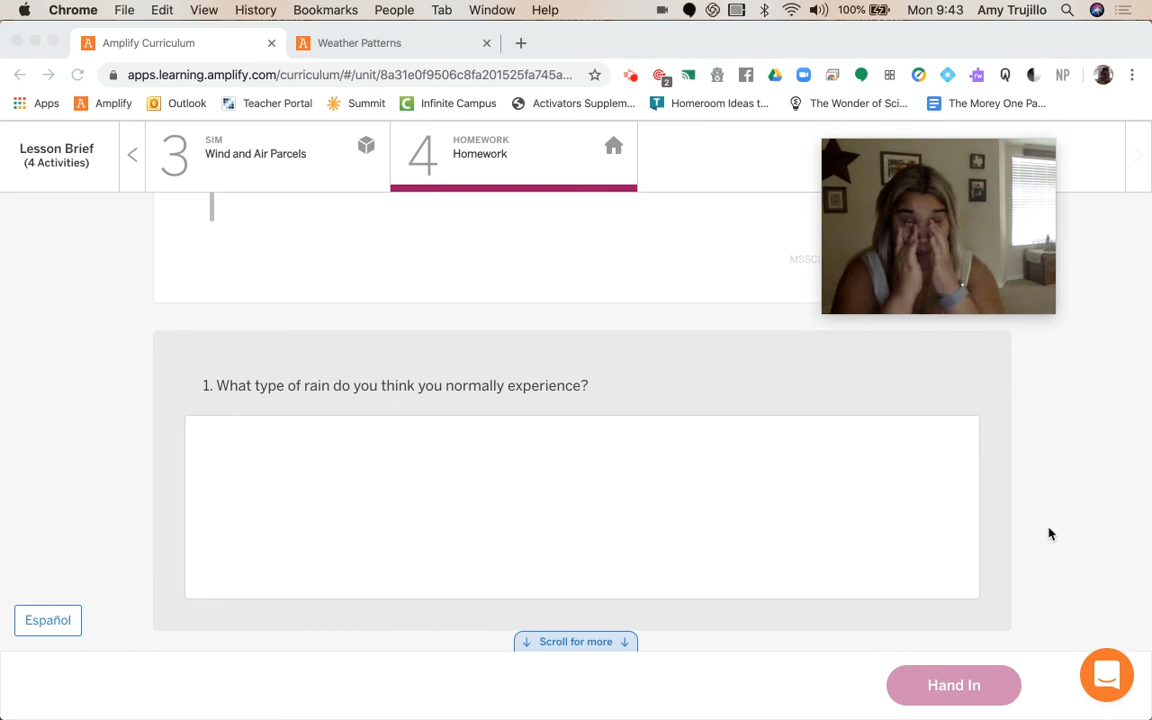 Chrome File Edit View History Bookmarks People Tab Window Help 100% Mon 9:43 Amy Trujillo
Amplify Curriculum Weather Patterns
apps.learning.amplify.com/curriculum/#/unit/8a31e0f9506c8fa201525fa745a... 2 NP
Apps Amplify Outlook Teacher Portal Summit Infinite Campus Activators Supplem... Homeroom Ideas t... The Wonder of Sci... The Morey One Pa...
Lesson Brief
(4 Activities)
3 SIM
Wind and Air Parcels
4 HOMEWORK
Homework
1. What type of rain do you think you normally experience?
Español
Scroll for more
Hand In